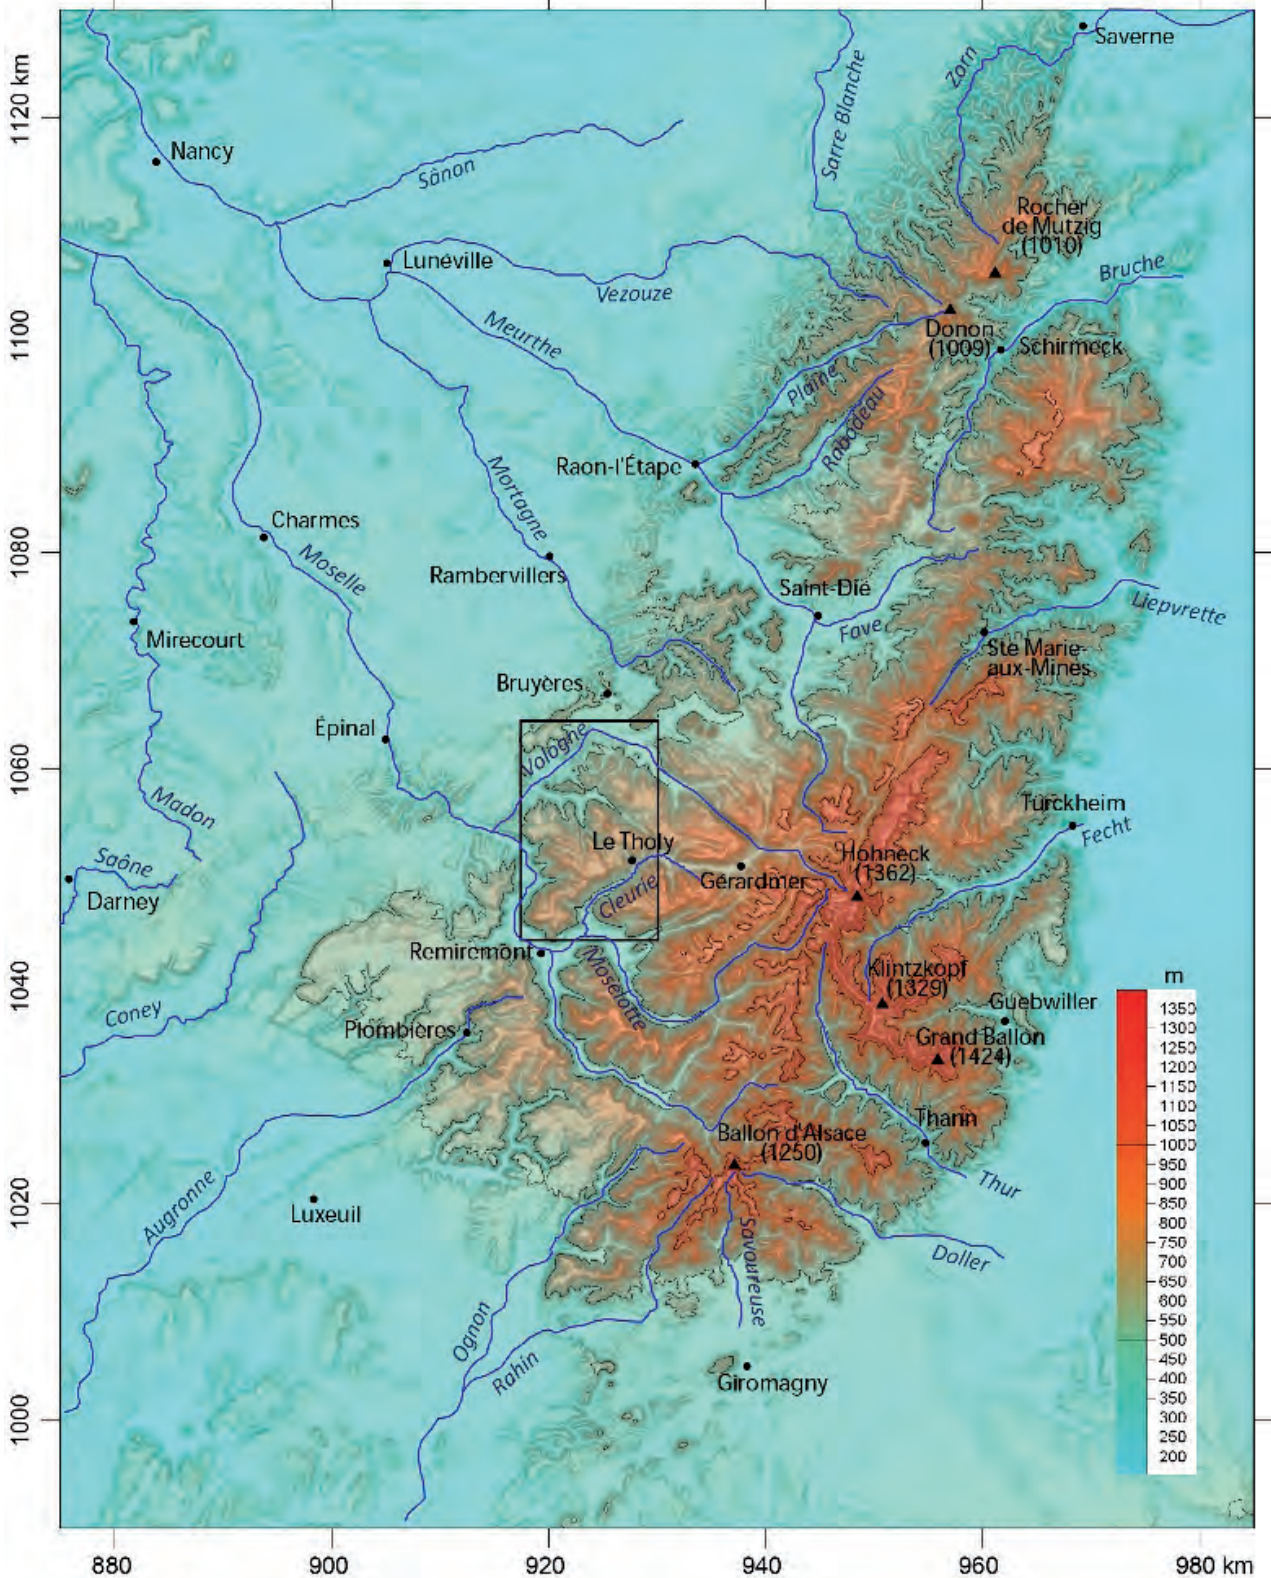 1120 km
1100
1080
1060
1040
1020
1000
Saverne
Zorn
Sarre Blanche
Nancy
Sânon
Rocher
de Mutzig
(1010)
Bruche
Lunéville
Vezouze
Meurthe
Donon
(1009)
Schirmeck
Plaine
Rabodeau
Raon-l'Étape
Mortagne
Charmes
Moselle
Rambervillers
Saint-Dié
Fave
Liepvrette
Mirecourt
Ste Marie-
aux-Mines
Bruyères
Épinal
Vologne
Madon
Turckheim
Fecht
Le Tholy
Hohneck
(1362)
Gérardmer
Saône
Darney
Cleurie
Remiremont
Moselotte
Klintzkopf
(1329)
Coney
Guebwiller
Plombières
Grand Ballon
(1424)
Thann
Ballon d'Alsace
(1250)
Thur
Augronne
Luxeuil
Savoureuse
Doller
Ognon
Rahin
Giromagny
m
1350
1300
1250
1200
1150
1100
1050
1000
950
900
850
800
750
700
650
600
550
500
450
400
350
300
250
200
880
900
920
940
960
980 km